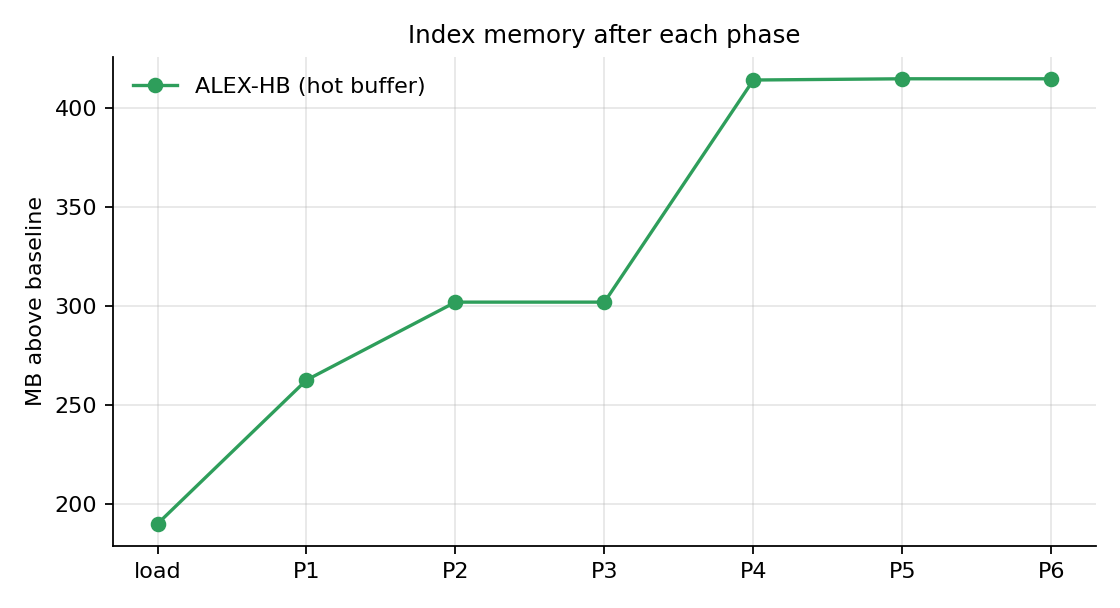 Index memory after each phase
ALEX-HB (hot buffer)
MB above baseline
400
350
300
250
200
load P1 P2 P3 P4 P5 P6